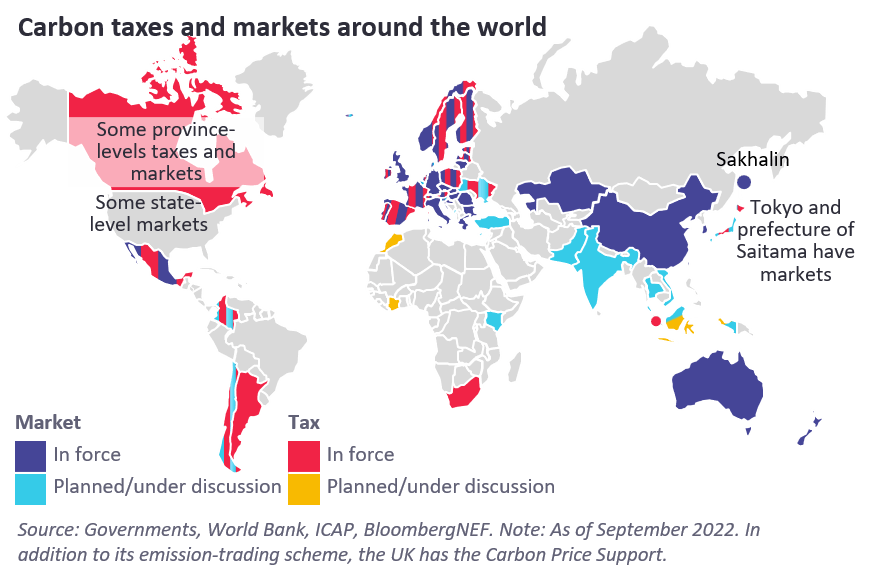 Carbon taxes and markets around the world
Some province-
levels taxes and
markets
Some state-
level markets
Sakhalin
Tokyo and
prefecture of
Saitama have
markets
Market
In force
Planned/under discussion
Tax
In force
Planned/under discussion
Source: Governments, World Bank, ICAP, BloombergNEF. Note: As of September 2022. In
addition to its emission-trading scheme, the UK has the Carbon Price Support.